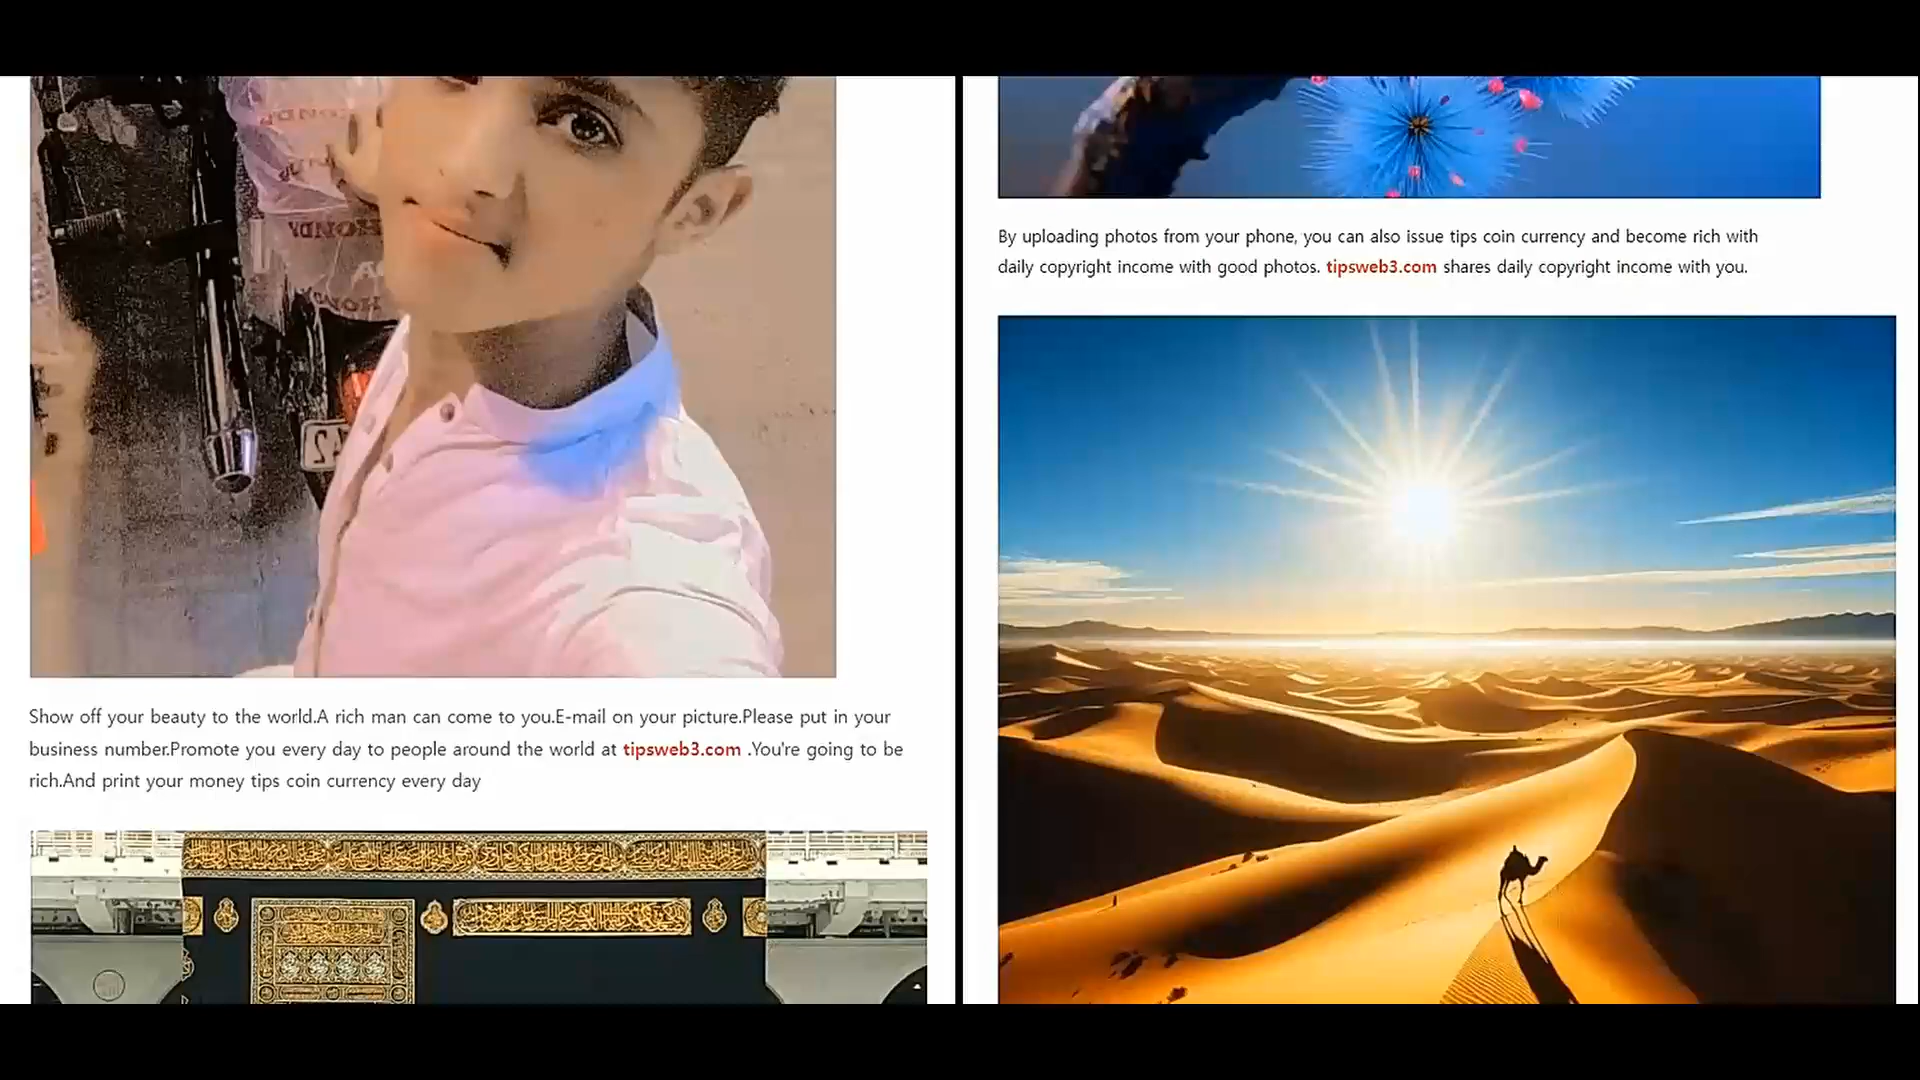 Show off your beauty to the world.A rich man can come to you.E-mail on your picture.Please put in your
business number.Promote you every day to people around the world at tipsweb3.com .You're going to be
rich.And print your money tips coin currency every day
By uploading photos from your phone, you can also issue tips coin currency and become rich with
daily copyright income with good photos. tipsweb3.com shares daily copyright income with you.